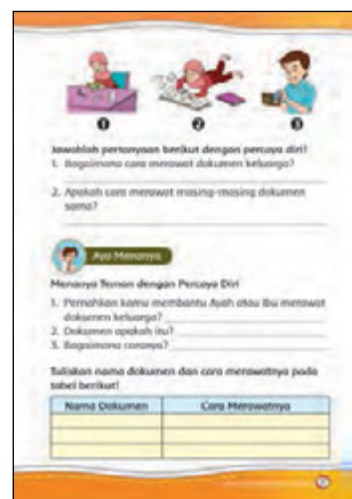 1 2 3
Jawablah pertanyaan berikut dengan percaya diri!
1. Bagaimana cara merawat dokumen keluarga?
2. Apakah cara merawat masing-masing dokumen
sama?
Ayo Menanya
Menanya Teman dengan Percaya Diri
1. Pernahkan kamu membantu Ayah atau Ibu merawat
dokumen keluarga?
2. Dokumen apakah itu?
3. Bagaimana caranya?
Tuliskan nama dokumen dan cara merawatnya pada
tabel berikut!
Nama Dokumen Cara Merawatnya